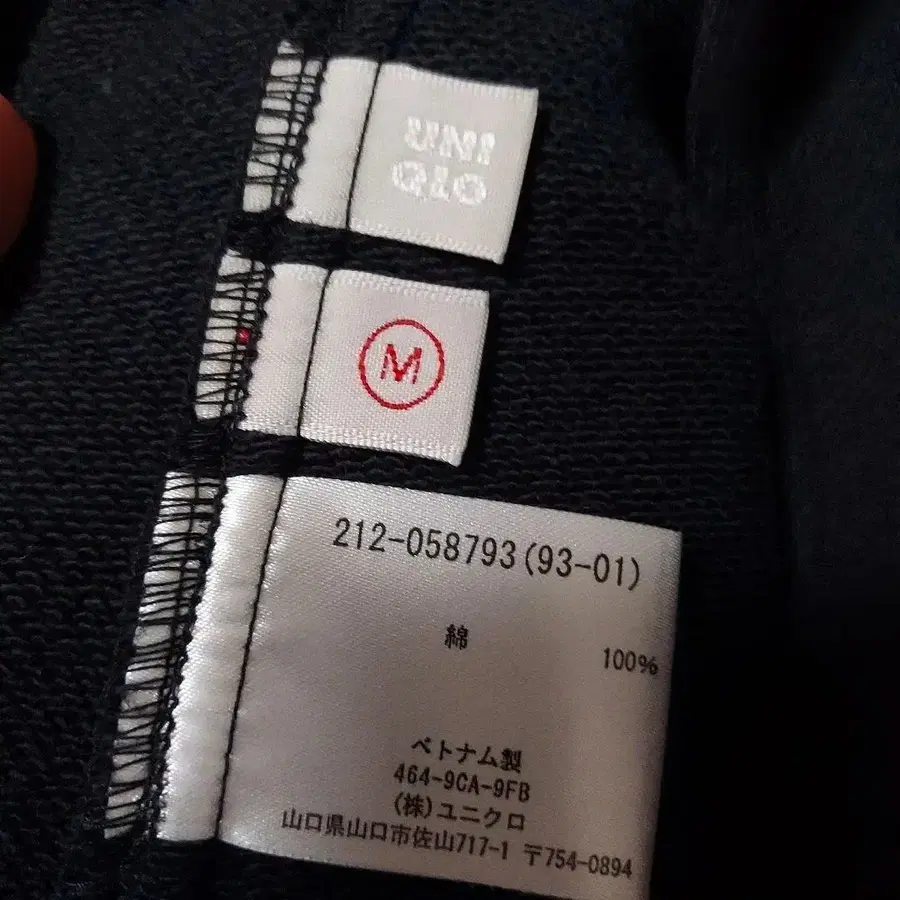 UNI
QLO
M
212-058793(93-01)
綿 100%
ベトナム製
464-9CA-9FB
(株)ユニクロ
山口県山口市佐山717-1 〒754-0894